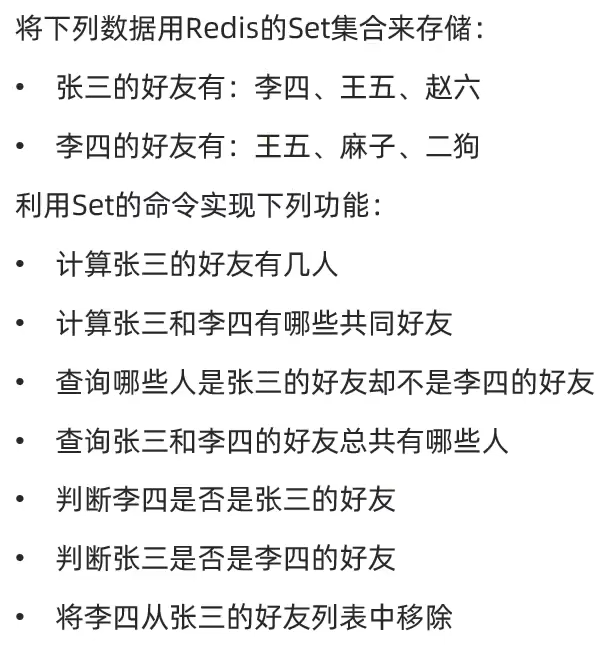 将下列数据用Redis的Set集合来存储：
• 张三的好友有：李四、王五、赵六
• 李四的好友有：王五、麻子、二狗
利用Set的命令实现下列功能：
• 计算张三的好友有几人
• 计算张三和李四有哪些共同好友
• 查询哪些人是张三的好友却不是李四的好友
• 查询张三和李四的好友总共有哪些人
• 判断李四是否是张三的好友
• 判断张三是否是李四的好友
• 将李四从张三的好友列表中移除